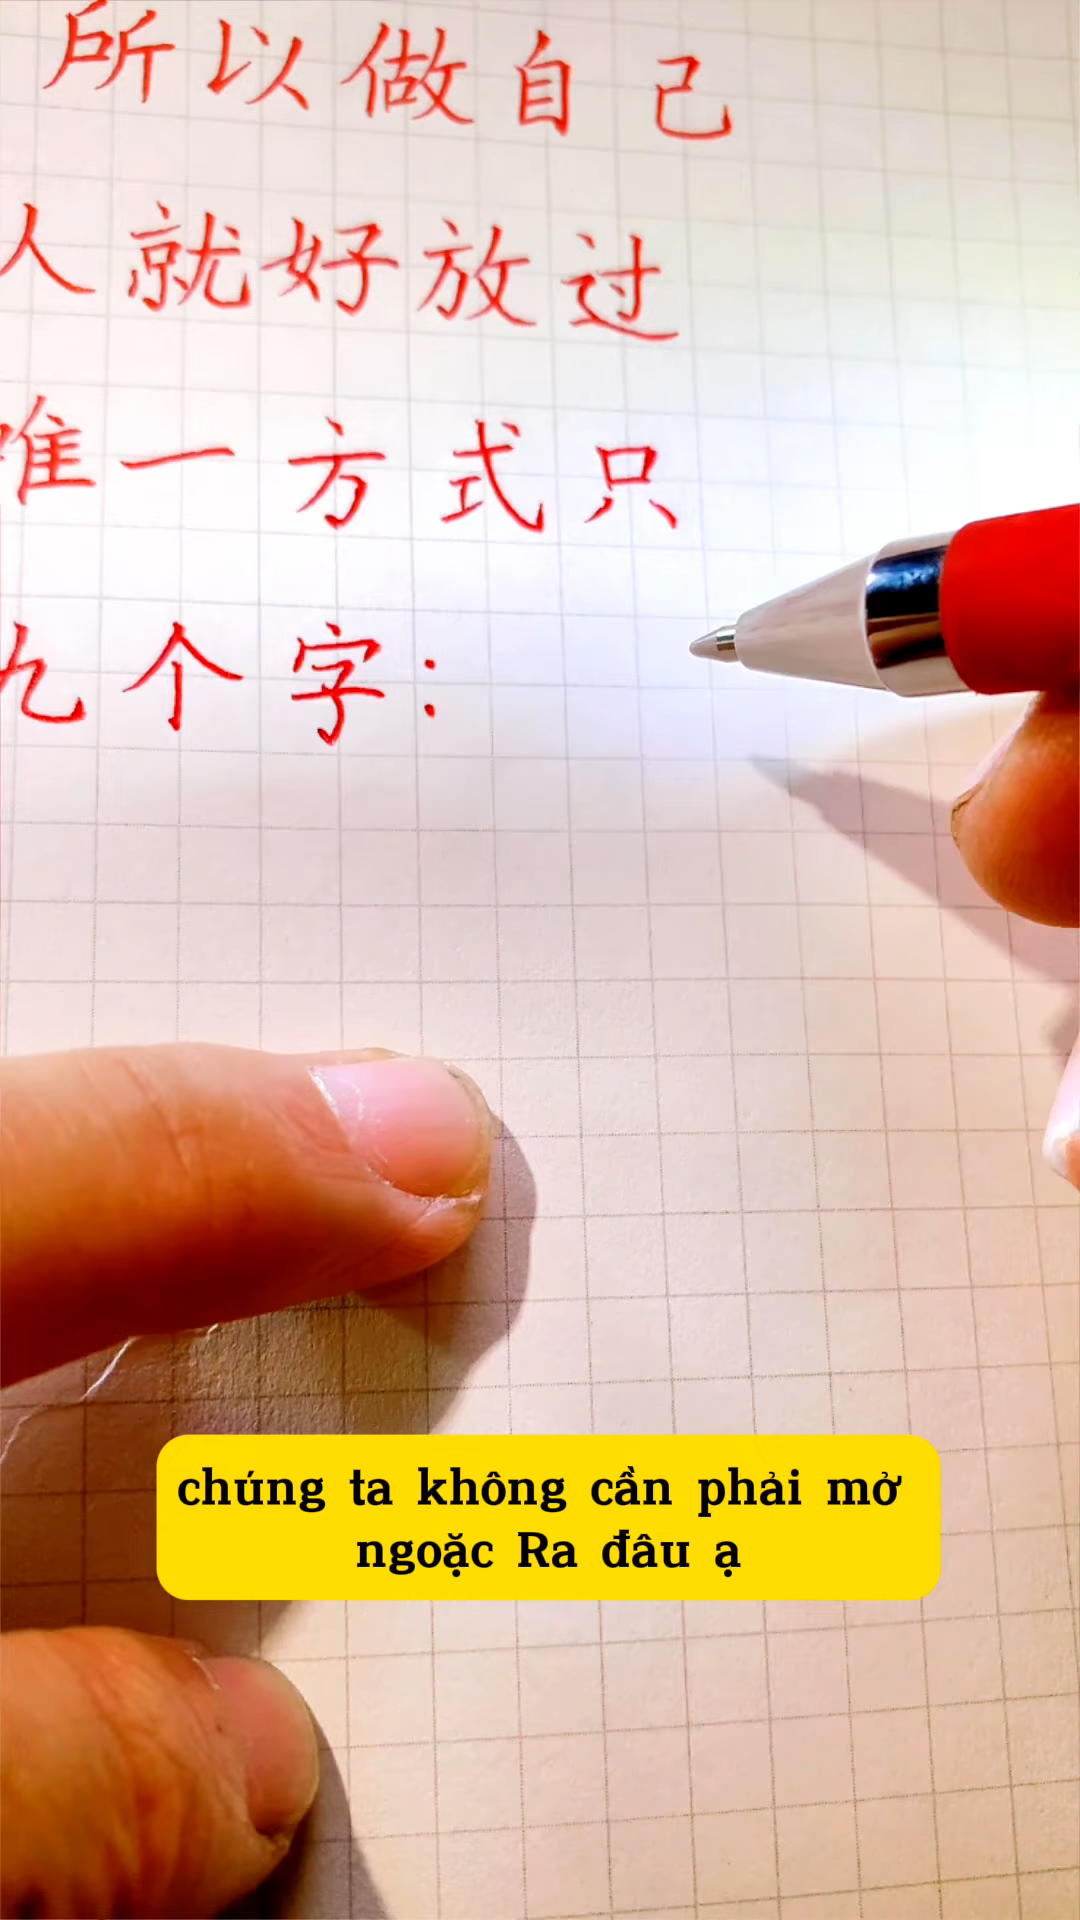 所以做自己
人就好放过
唯一方式只
九个字:
chúng ta không cần phải mở
ngoặc Ra đâu ạ